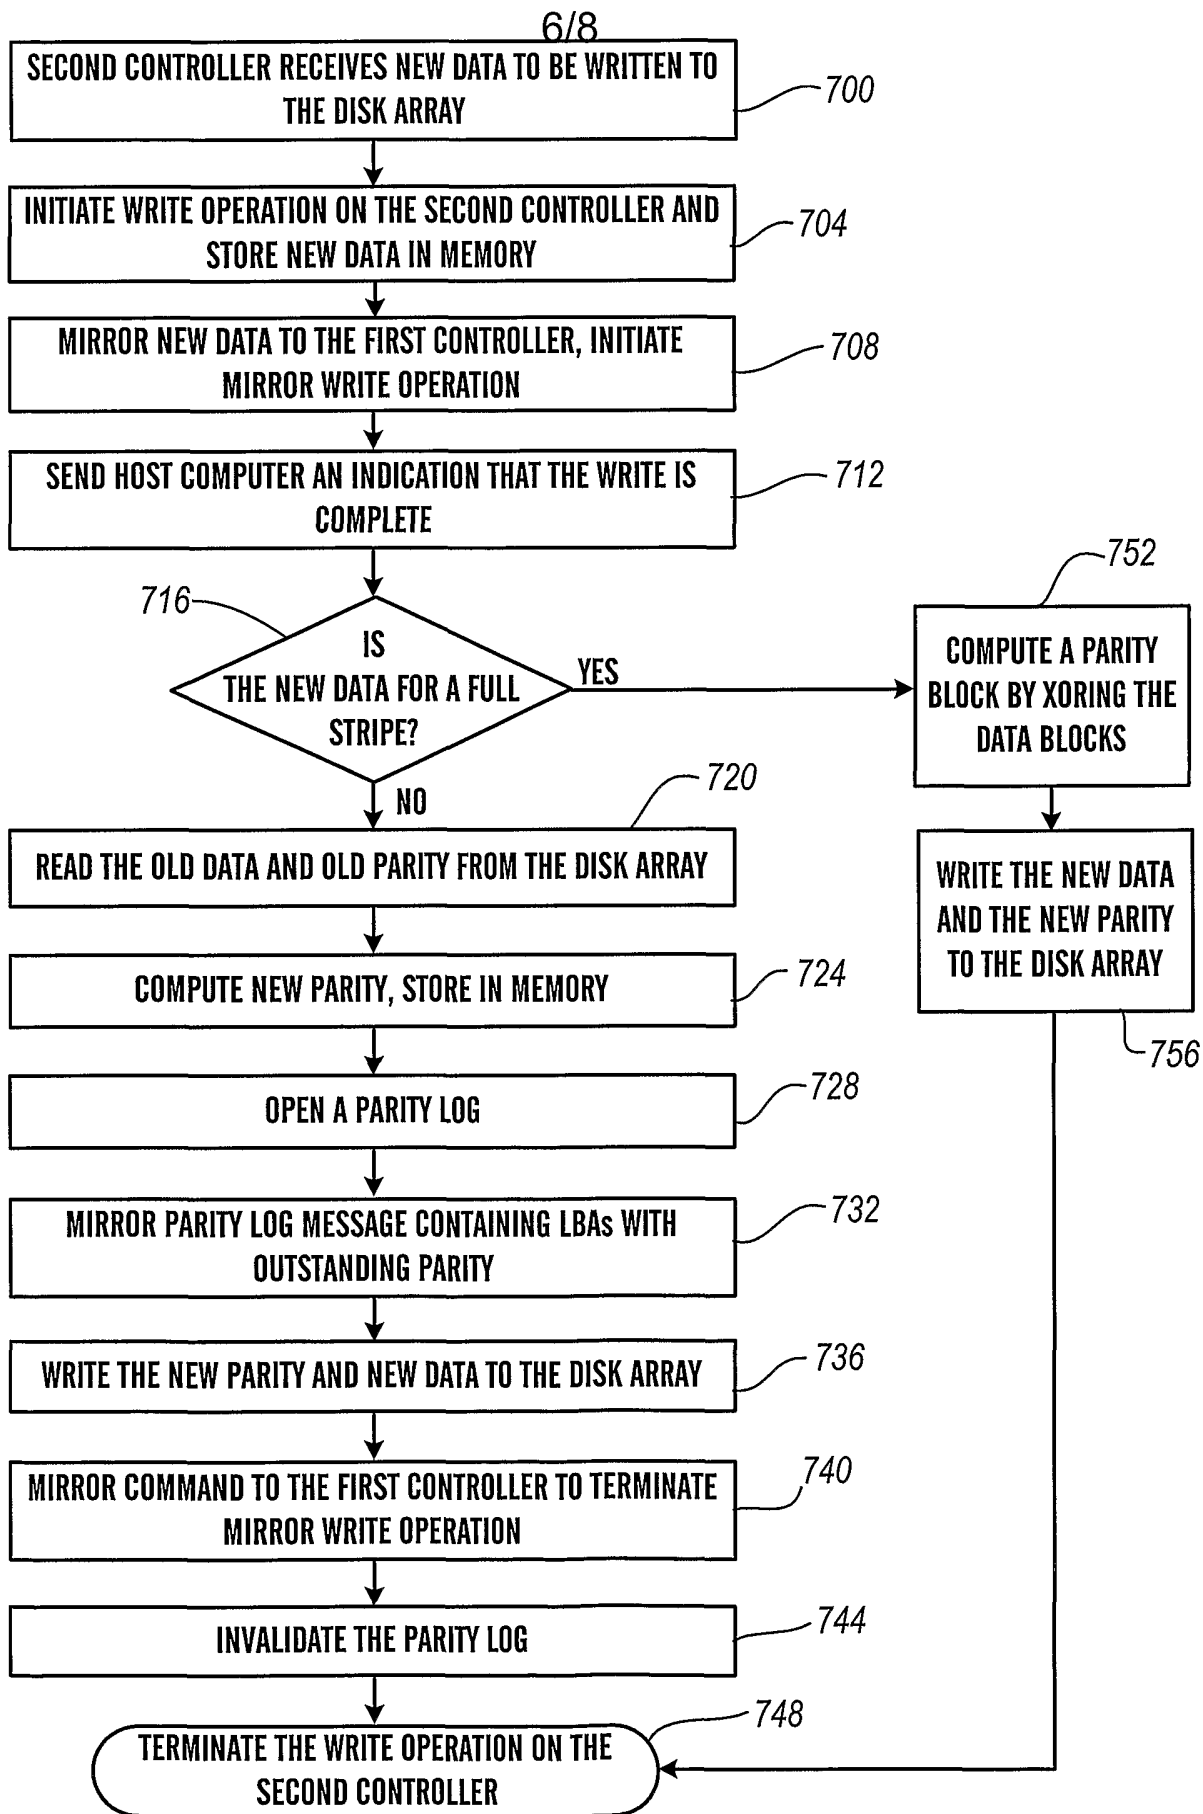 6/8
SECOND CONTROLLER RECEIVES NEW DATA TO BE WRITTEN TO
THE DISK ARRAY
700
INITIATE WRITE OPERATION ON THE SECOND CONTROLLER AND
STORE NEW DATA IN MEMORY
704
MIRROR NEW DATA TO THE FIRST CONTROLLER, INITIATE
MIRROR WRITE OPERATION
708
SEND HOST COMPUTER AN INDICATION THAT THE WRITE IS
COMPLETE
712
716
IS
THE NEW DATA FOR A FULL
STRIPE?
YES
NO
752
COMPUTE A PARITY
BLOCK BY XORING THE
DATA BLOCKS
WRITE THE NEW DATA
AND THE NEW PARITY
TO THE DISK ARRAY
756
720
READ THE OLD DATA AND OLD PARITY FROM THE DISK ARRAY
COMPUTE NEW PARITY, STORE IN MEMORY
724
OPEN A PARITY LOG
728
MIRROR PARITY LOG MESSAGE CONTAINING LBAs WITH
OUTSTANDING PARITY
732
WRITE THE NEW PARITY AND NEW DATA TO THE DISK ARRAY
736
MIRROR COMMAND TO THE FIRST CONTROLLER TO TERMINATE
MIRROR WRITE OPERATION
740
INVALIDATE THE PARITY LOG
744
TERMINATE THE WRITE OPERATION ON THE
SECOND CONTROLLER
748